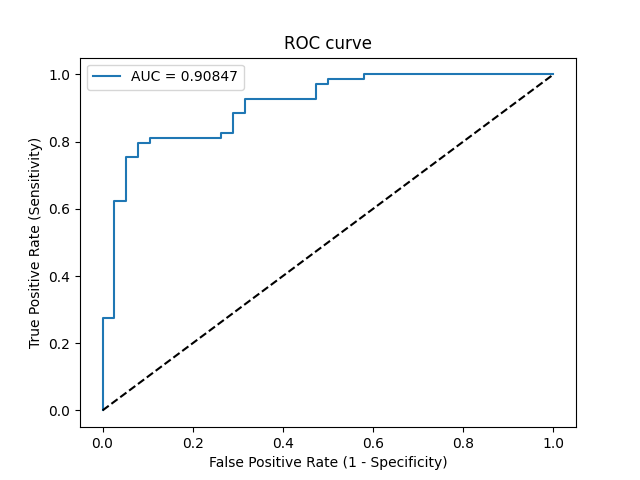 ROC curve
AUC = 0.90847
True Positive Rate (Sensitivity)
1.0
0.8
0.6
0.4
0.2
0.0
0.0 0.2 0.4 0.6 0.8 1.0
False Positive Rate (1 - Specificity)